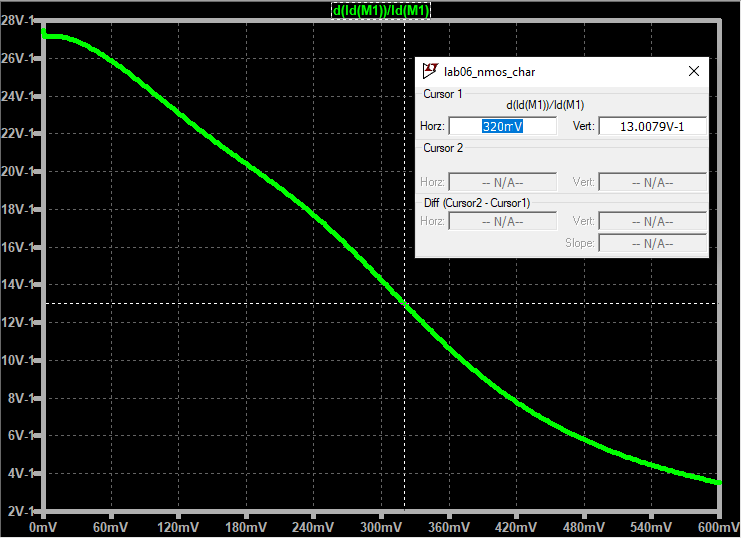 d(Id(M1))/Id(M1)
28V-1
26V-1
24V-1
22V-1
20V-1
18V-1
16V-1
14V-1
12V-1
10V-1
8V-1
6V-1
4V-1
2V-1
0mV 60mV 120mV 180mV 240mV 300mV 360mV 420mV 480mV 540mV 600mV
lab06_nmos_char
Cursor 1
d(Id(M1))/Id(M1)
Horz: 320mV Vert: 13.0079V-1
Cursor 2
Horz: -- N/A-- Vert: -- N/A--
Diff (Cursor2 - Cursor1)
Horz: -- N/A-- Vert: -- N/A--
Slope: -- N/A--